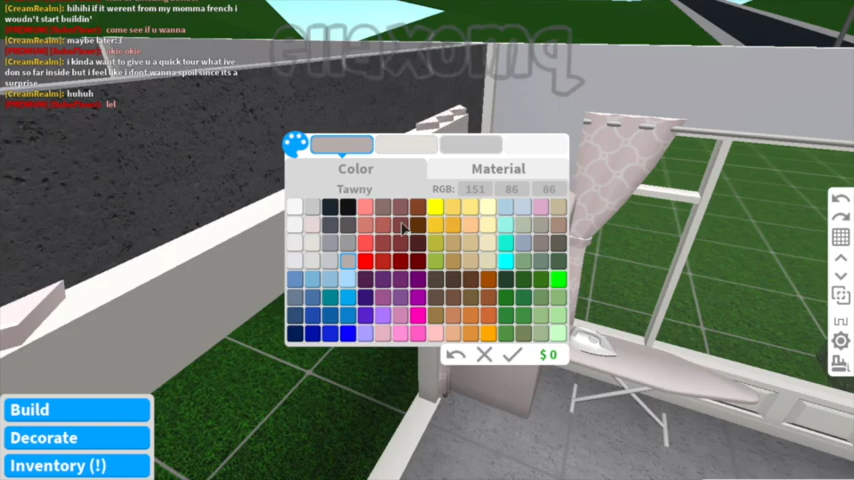 [CreamRealm]: hihihi if it werent from my momma french i
woudn't start buildin'
come see if u wanna
[CreamRealm]: maybe later:[
okie okie
[CreamRealm]: i kinda want to give u a quick tour what ive
don so far inside but i feel like i dont wanna spoil since its a
surprise
[CreamRealm]: huhuh
lel
Color
Material
Tawny
RGB: 151 86 86
$ 0
Build
Decorate
Inventory (!)